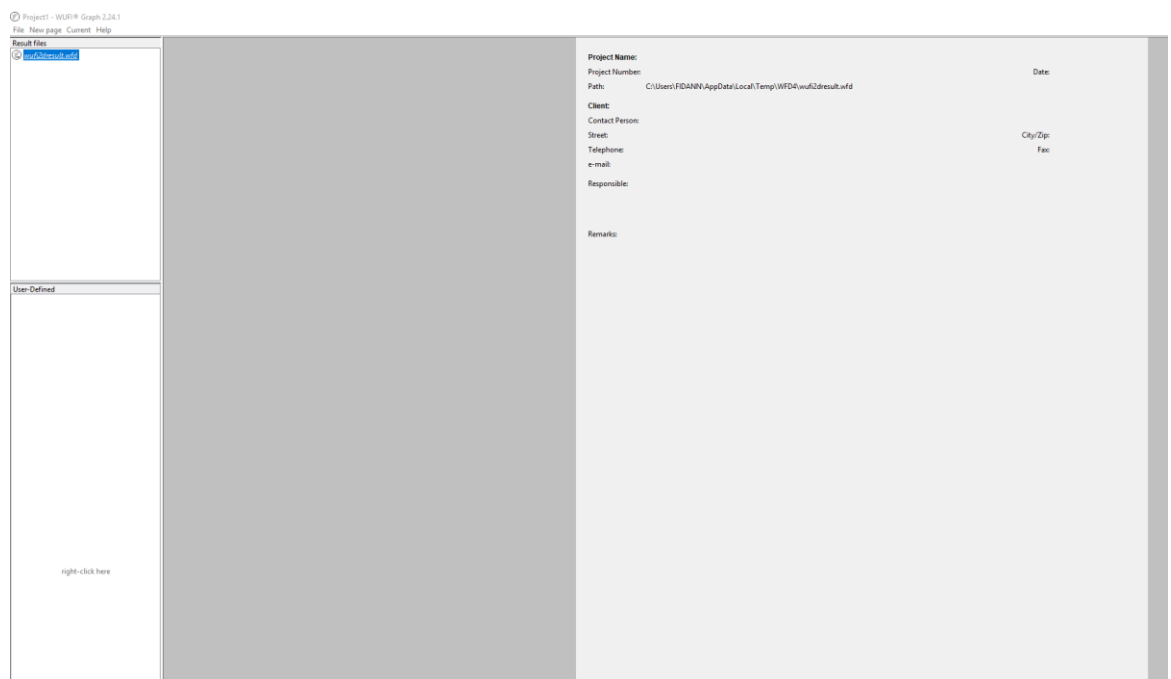 Project1 - WUFI® Graph 2.24.1
File New page Current Help
Result files
wufi2dresult.wfd
Project Name:
Project Number: Date:
Path: C:\Users\FIDANN\AppData\Local\Temp\WFD4\wufi2dresult.wfd
Client:
Contact Person:
Street: City/Zip:
Telephone: Fax:
e-mail:
Responsible:
Remarks:
User-Defined
right-click here